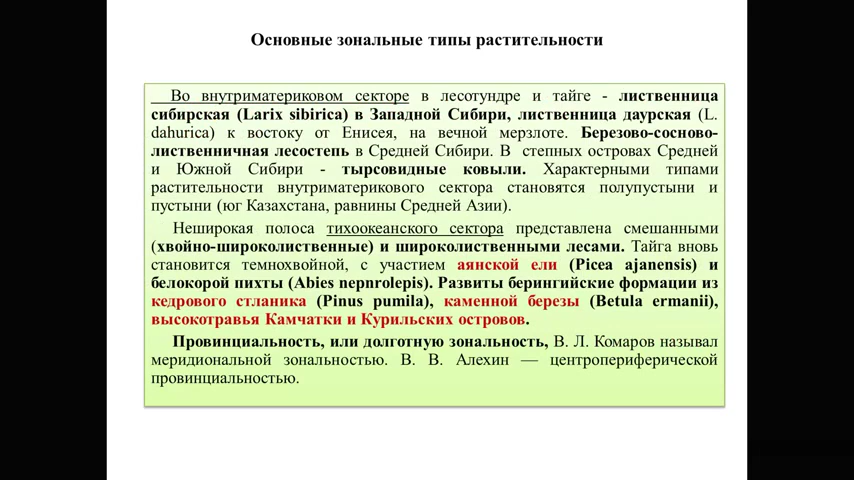 Основные зональные типы растительности
Во внутриматериковом секторе в лесотундре и тайге - лиственница
сибирская (Larix sibirica) в Западной Сибири, лиственница даурская (L.
dahurica) к востоку от Енисея, на вечной мерзлоте. Березово-сосново-
лиственничная лесостепь в Средней Сибири. В степных островах Средней
и Южной Сибири - тырсовидные ковыли. Характерными типами
растительности внутриматерикового сектора становятся полупустыни и
пустыни (юг Казахстана, равнины Средней Азии).
Неширокая полоса тихоокеанского сектора представлена смешанными
(хвойно-широколиственные) и широколиственными лесами. Тайга вновь
становится темнохвойной, с участием аянской ели (Picea ajanensis) и
белокорой пихты (Abies nepnrolepis). Развиты берингийские формации из
кедрового стланика (Pinus pumila), каменной березы (Betula ermanii),
высокотравья Камчатки и Курильских островов.
Провинциальность, или долготную зональность, В. Л. Комаров называл
меридиональной зональностью. В. В. Алехин — центропериферической
провинциальностью.